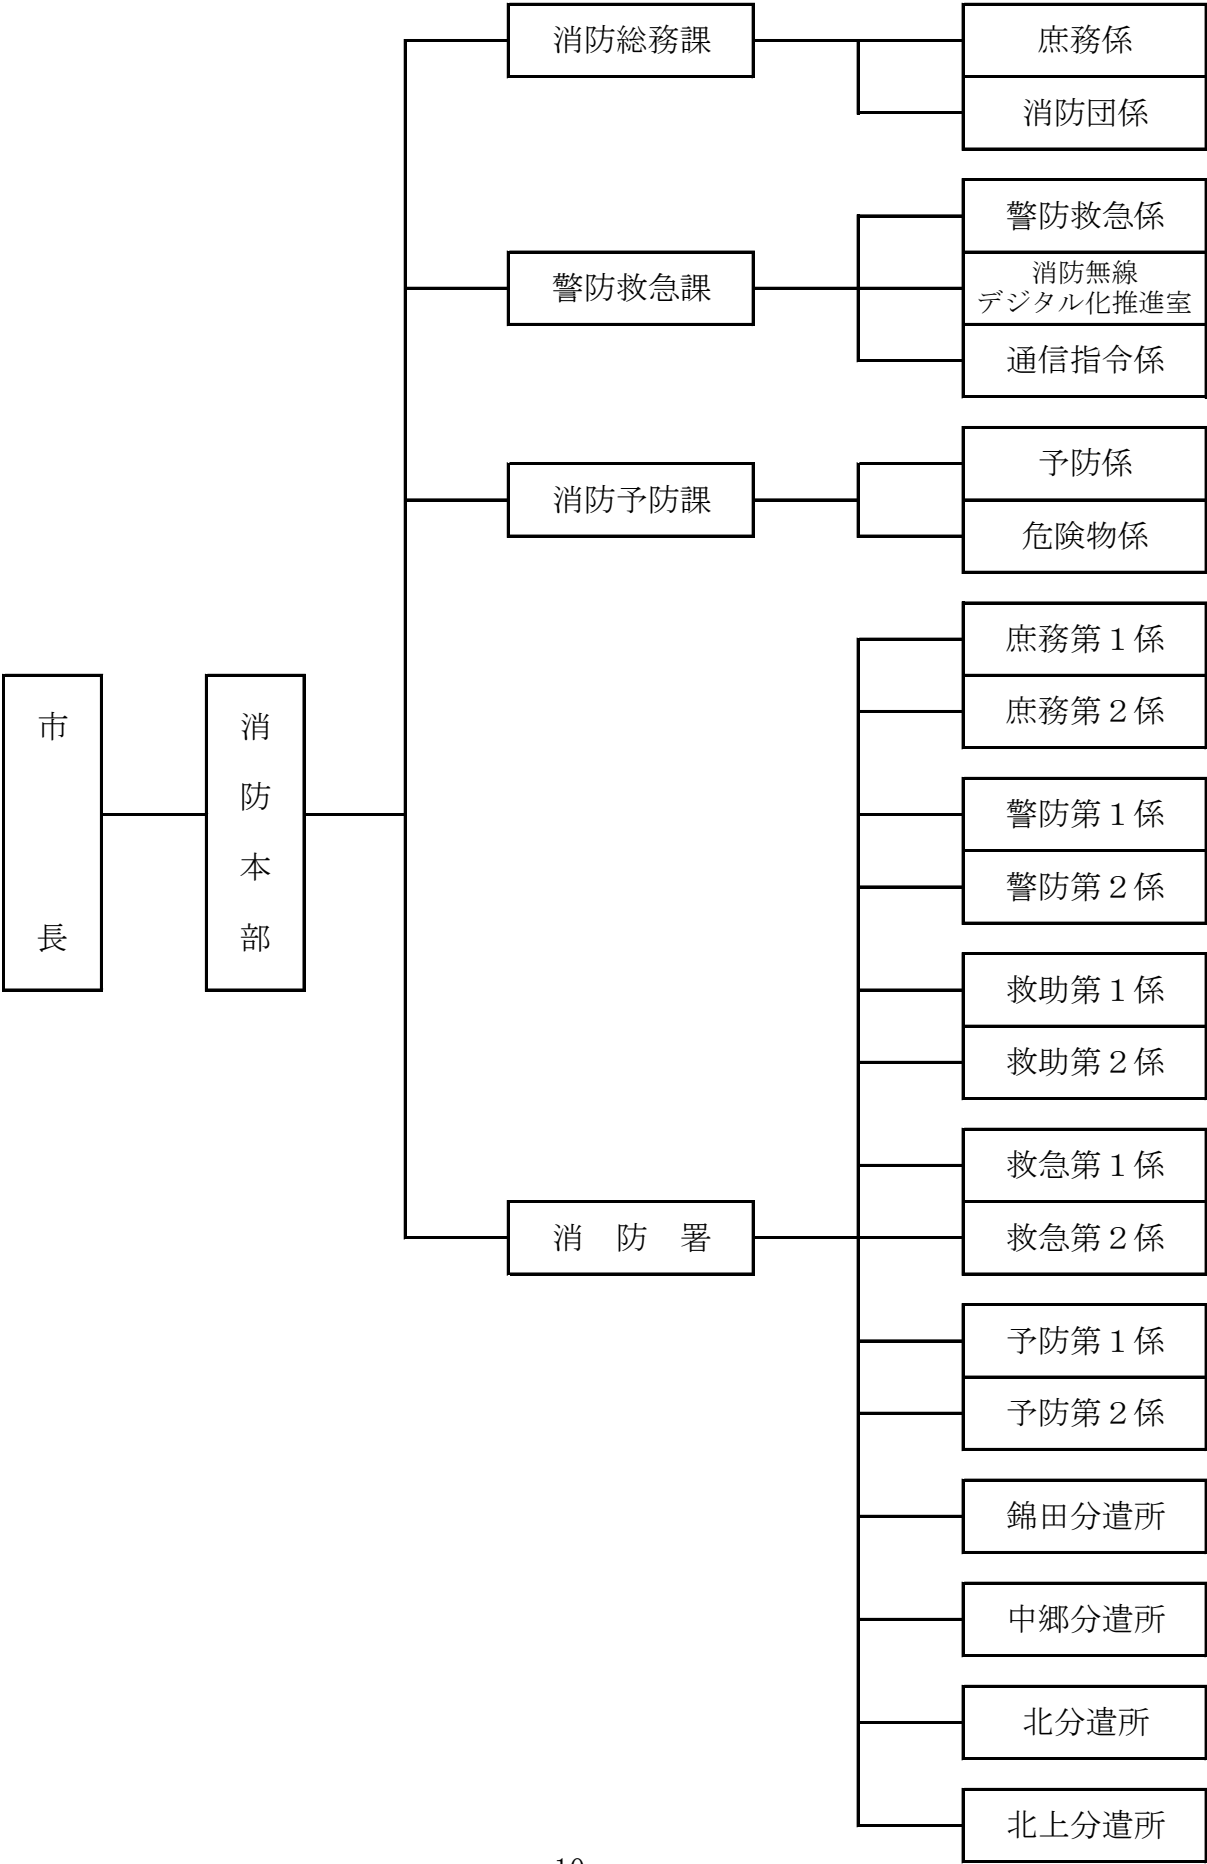 市長
消防本部
消防総務課
庶務係
消防団係
警防救急課
警防救急係
消防無線
デジタル化推進室
通信指令係
消防予防課
予防係
危険物係
消　防　署
庶務第１係
庶務第２係
警防第１係
警防第２係
救助第１係
救助第２係
救急第１係
救急第２係
予防第１係
予防第２係
錦田分遣所
中郷分遣所
北分遣所
北上分遣所
10